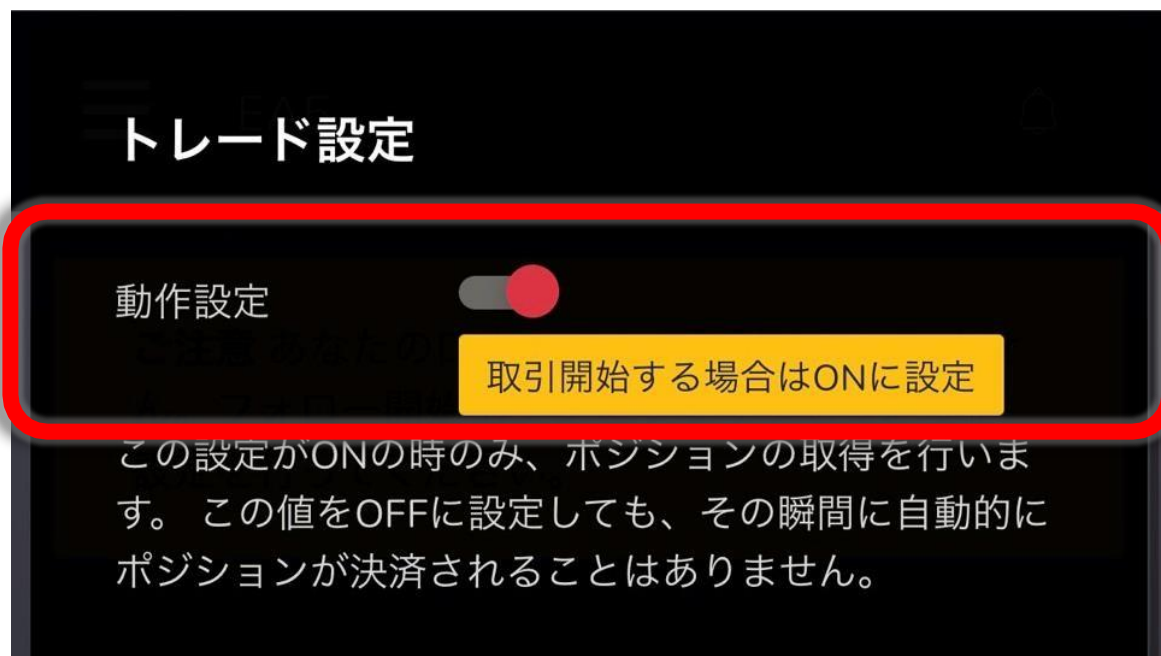 トレード設定
動作設定
取引開始する場合はONに設定
この設定がONの時のみ、ポジションの取得を行いま
す。 この値をOFFに設定しても、その瞬間に自動的に
ポジションが決済されることはありません。